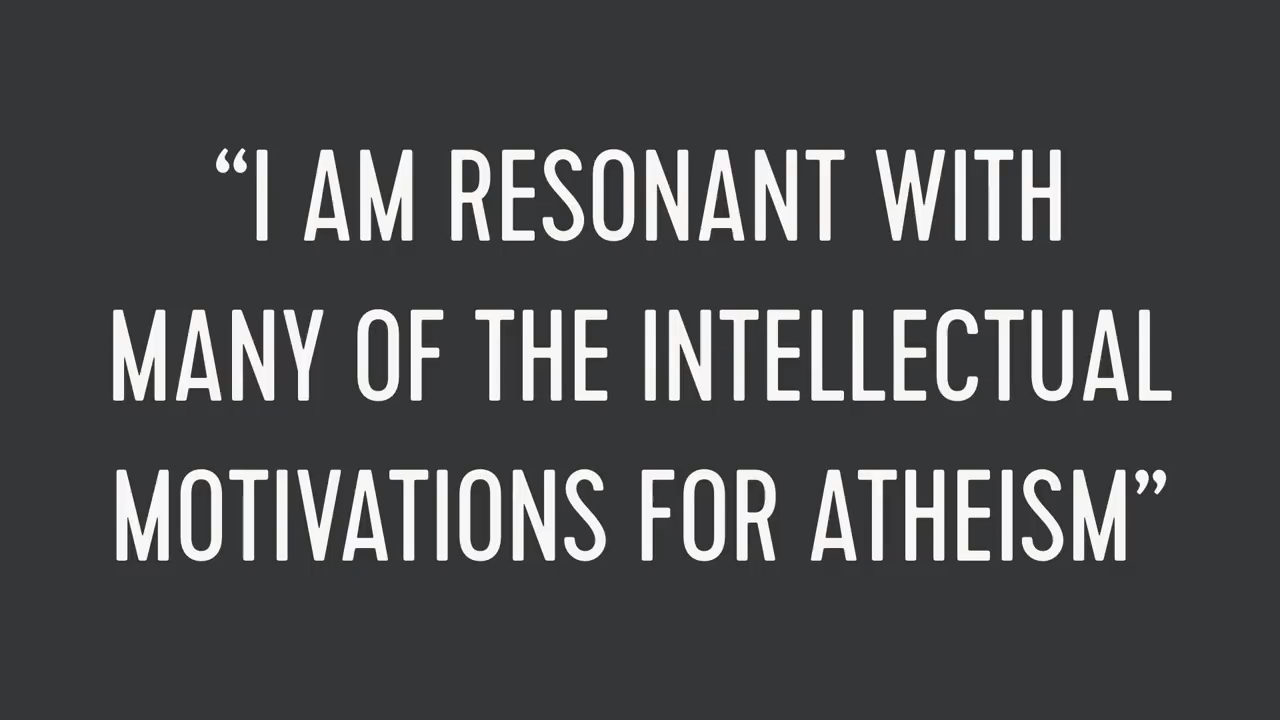 “I AM RESONANT WITH
MANY OF THE INTELLECTUAL
MOTIVATIONS FOR ATHEISM”